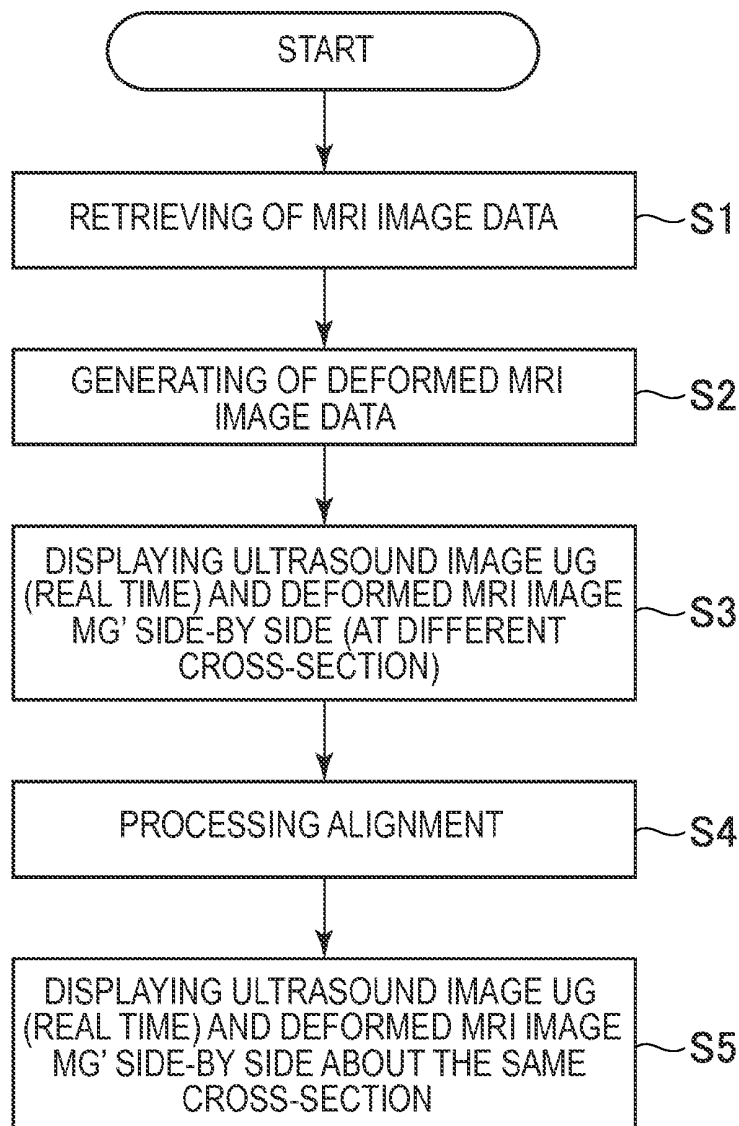 START
RETRIEVING OF MRI IMAGE DATA
S1
GENERATING OF DEFORMED MRI
IMAGE DATA
S2
DISPLAYING ULTRASOUND IMAGE UG
(REAL TIME) AND DEFORMED MRI IMAGE
MG' SIDE-BY SIDE (AT DIFFERENT
CROSS-SECTION)
S3
PROCESSING ALIGNMENT
S4
DISPLAYING ULTRASOUND IMAGE UG
(REAL TIME) AND DEFORMED MRI IMAGE
MG' SIDE-BY SIDE ABOUT THE SAME
CROSS-SECTION
S5